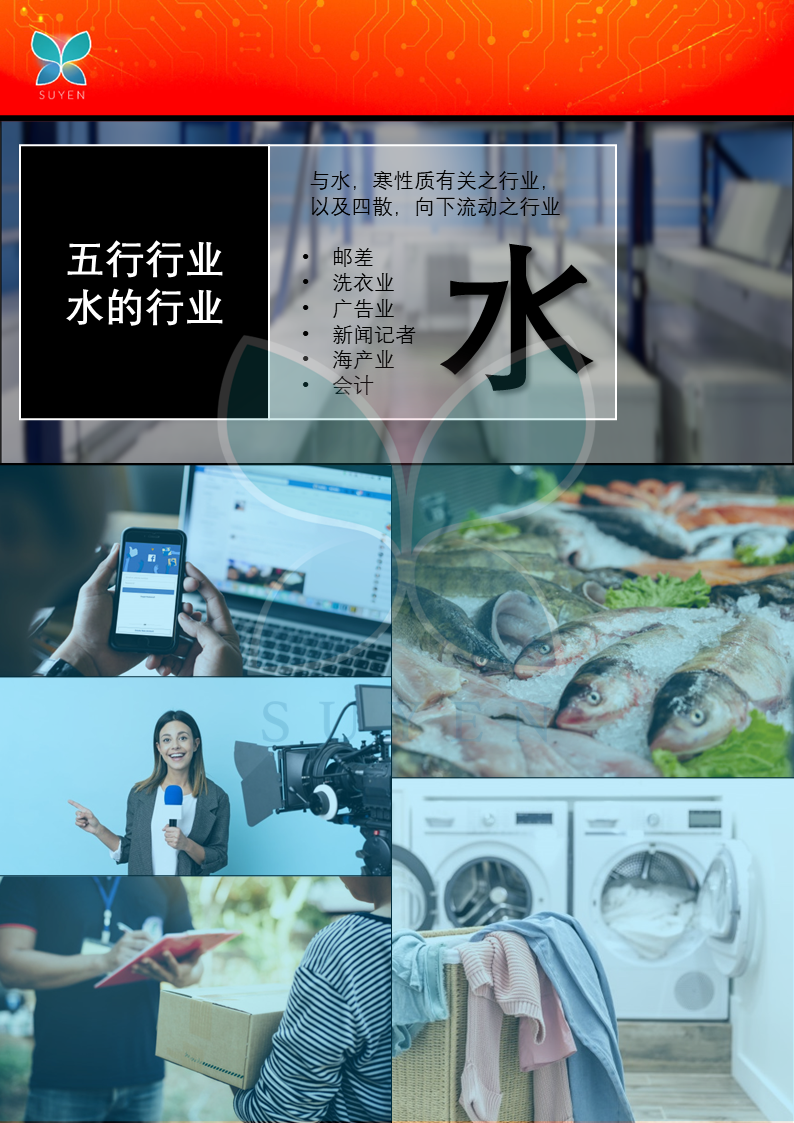 SUYEN
五行行业
水的行业
与水，寒性质有关之行业，
以及四散，向下流动之行业
• 邮差
• 洗衣业
• 广告业
• 新闻记者
• 海产业
• 会计
水
SUYEN